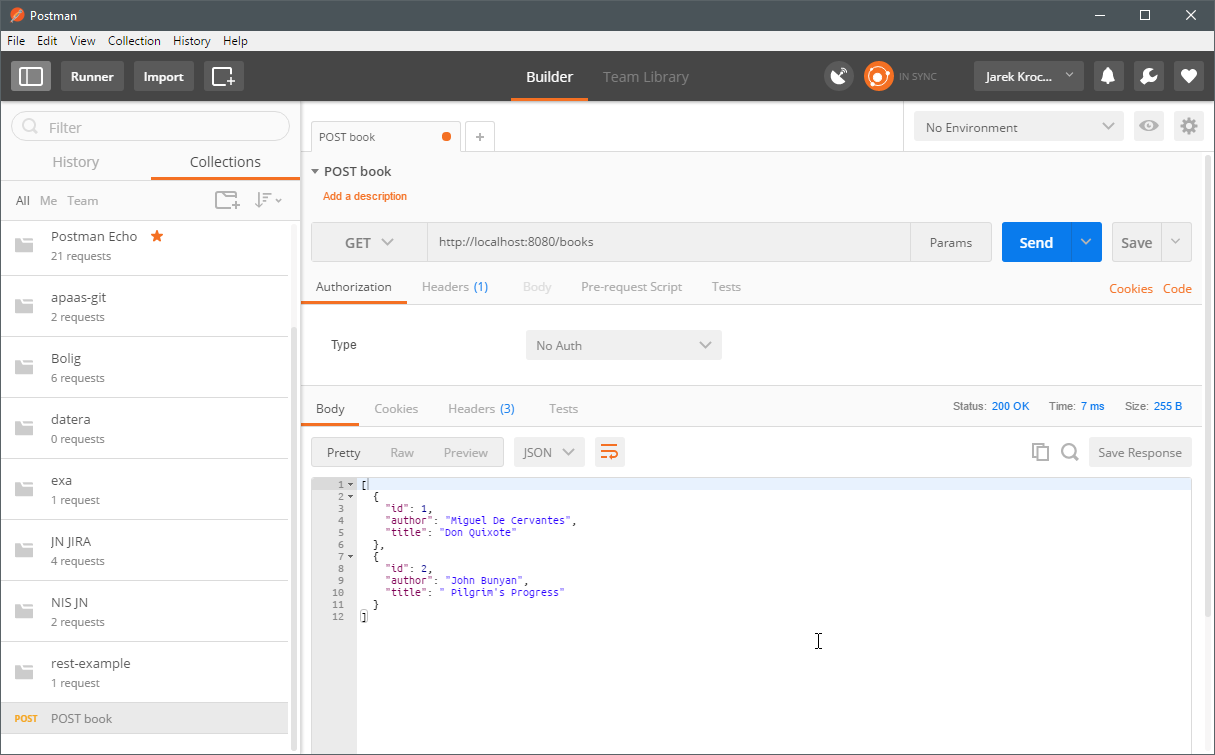 Postman
File Edit View Collection History Help
Runner Import Builder Team Library IN SYNC Jarek Kroc...
Filter
History Collections
All Me Team
Postman Echo
21 requests
apaas-git
2 requests
Bolig
6 requests
datera
0 requests
exa
1 request
JN JIRA
4 requests
NIS JN
2 requests
rest-example
1 request
POST POST book
POST book + No Environment
POST book
Add a description
GET http://localhost:8080/books Params Send Save
Authorization Headers (1) Body Pre-request Script Tests Cookies Code
Type No Auth
Body Cookies Headers (3) Tests Status: 200 OK Time: 7 ms Size: 255 B
Pretty Raw Preview JSON Save Response
1 [
2 {
3 "id": 1,
4 "author": "Miguel De Cervantes",
5 "title": "Don Quixote"
6 },
7 {
8 "id": 2,
9 "author": "John Bunyan",
10 "title": " Pilgrim's Progress"
11 }
12 ]